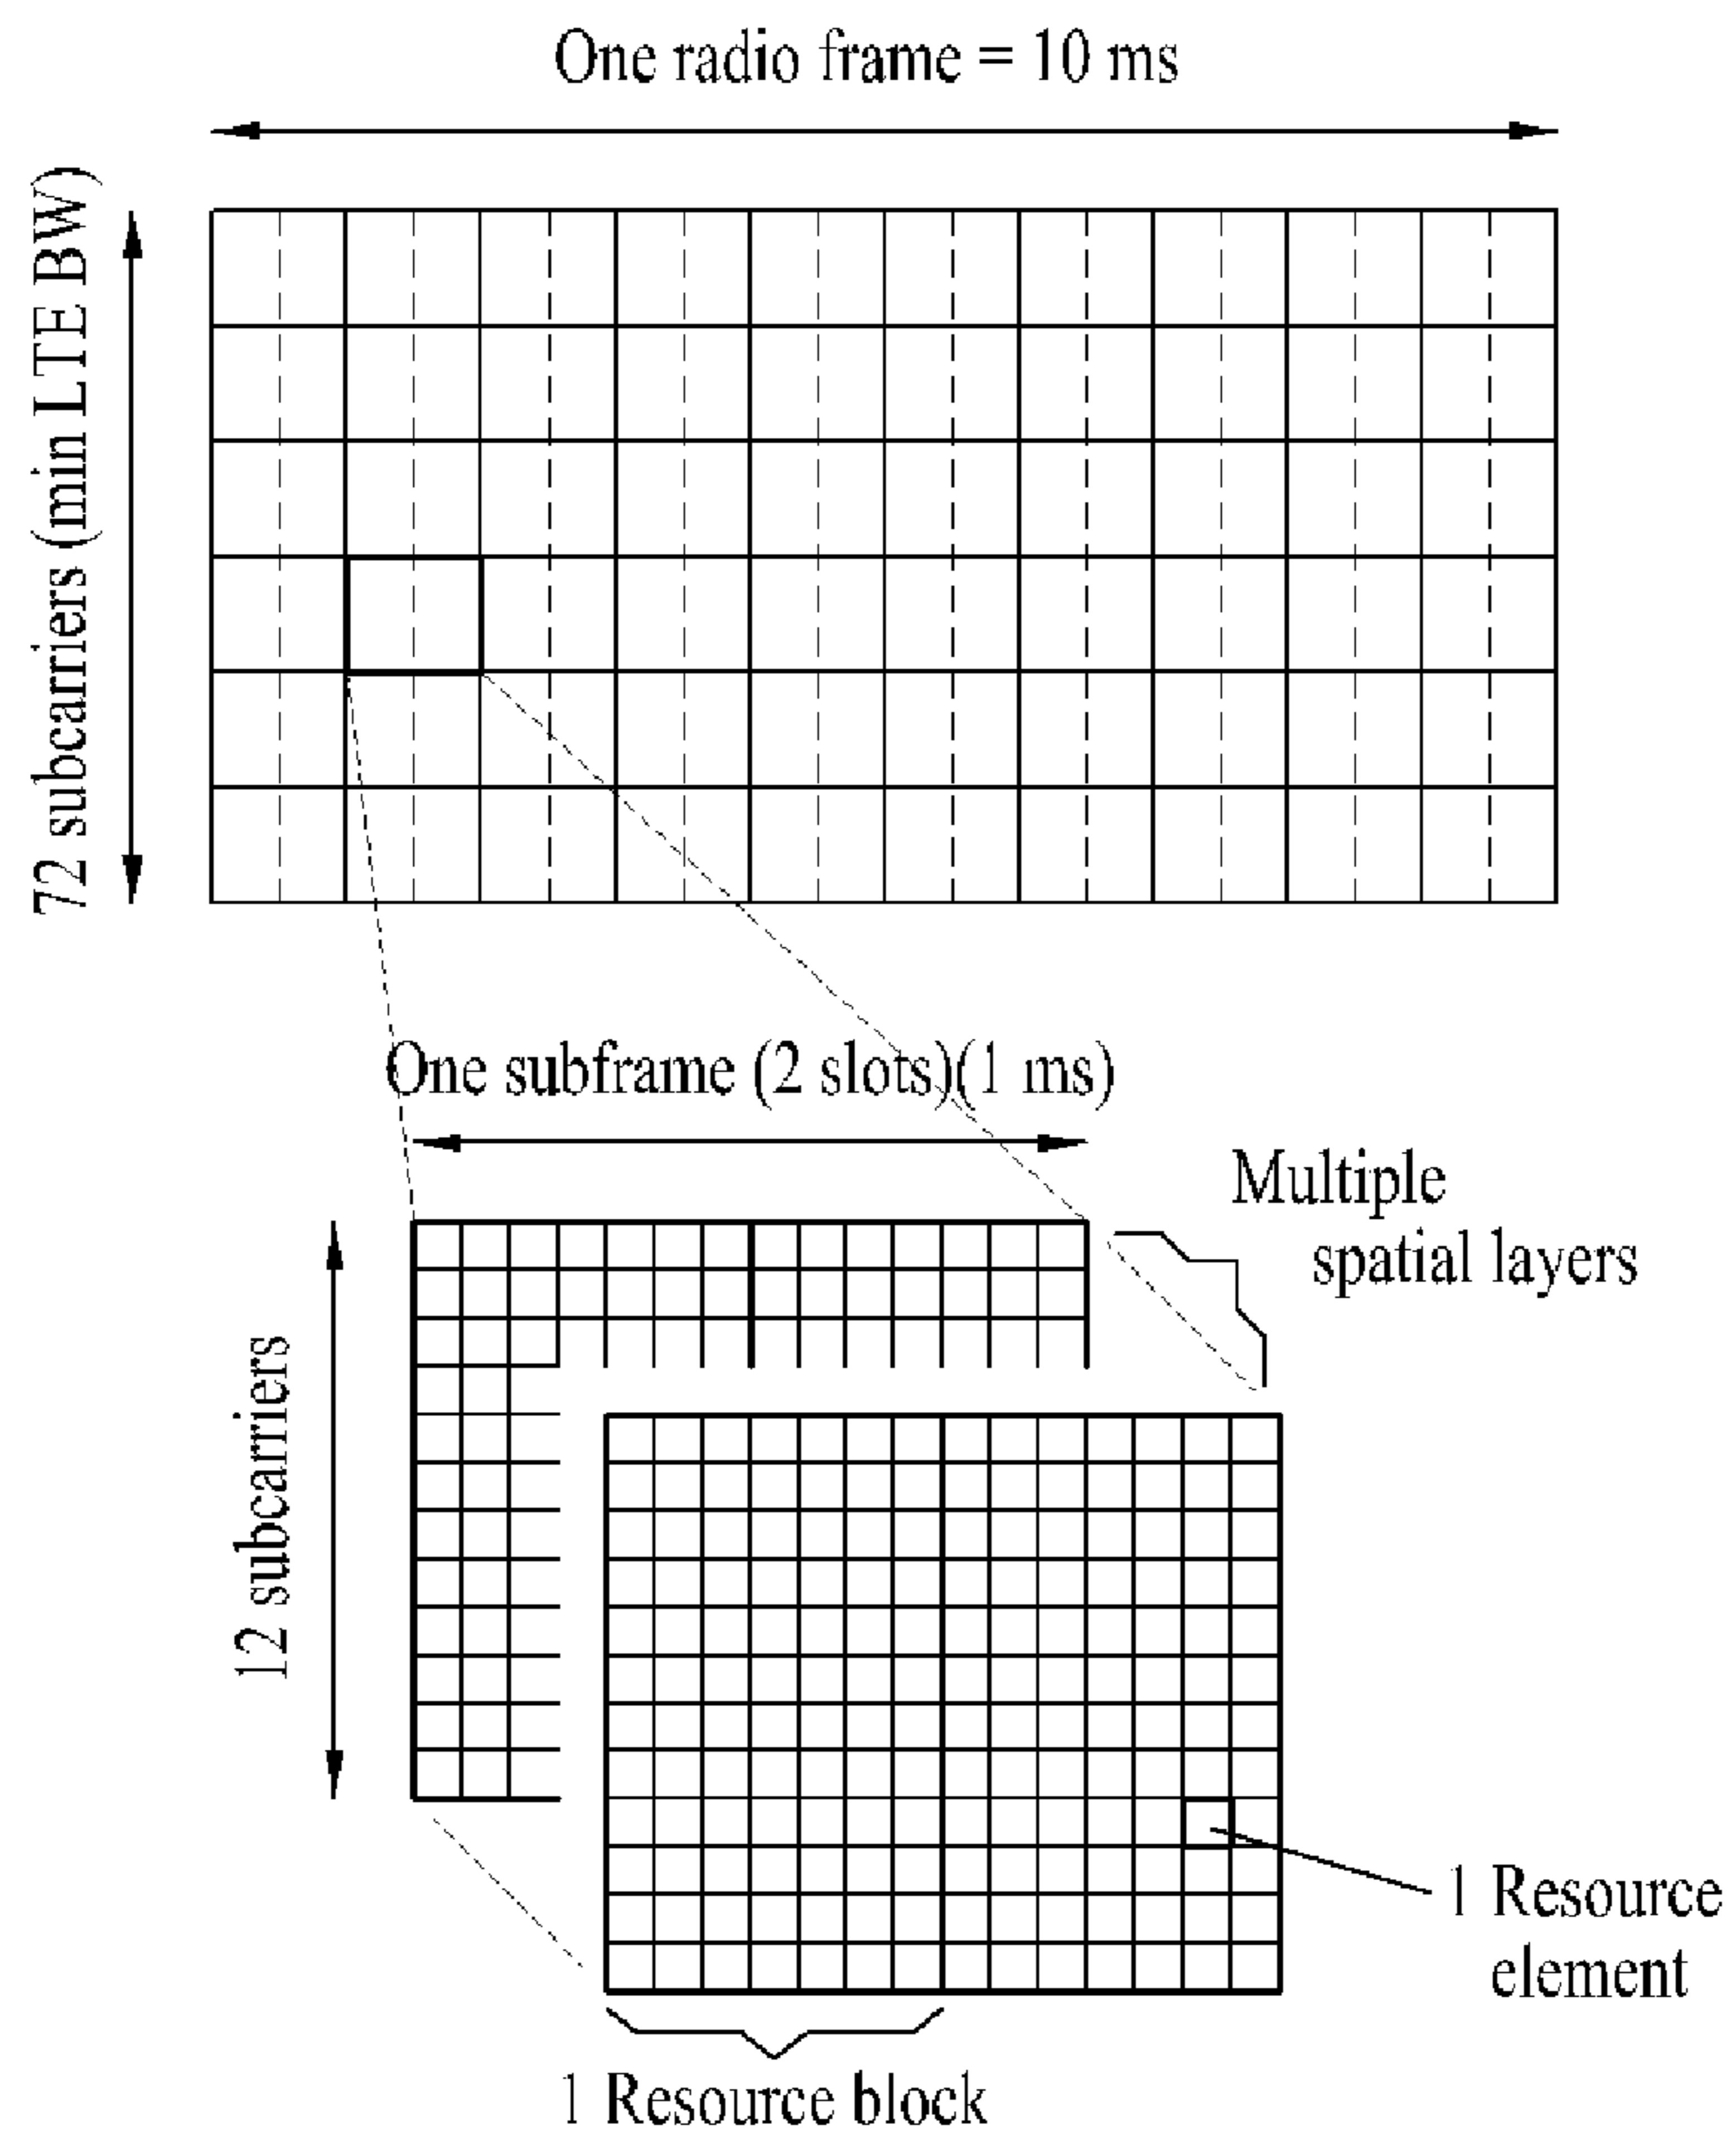 One radio frame = 10 ms
72 subcarriers (min LTE BW)
One subframe (2 slots)(1 ms)
Multiple
spatial layers
12 subcarriers
1 Resource
element
1 Resource block